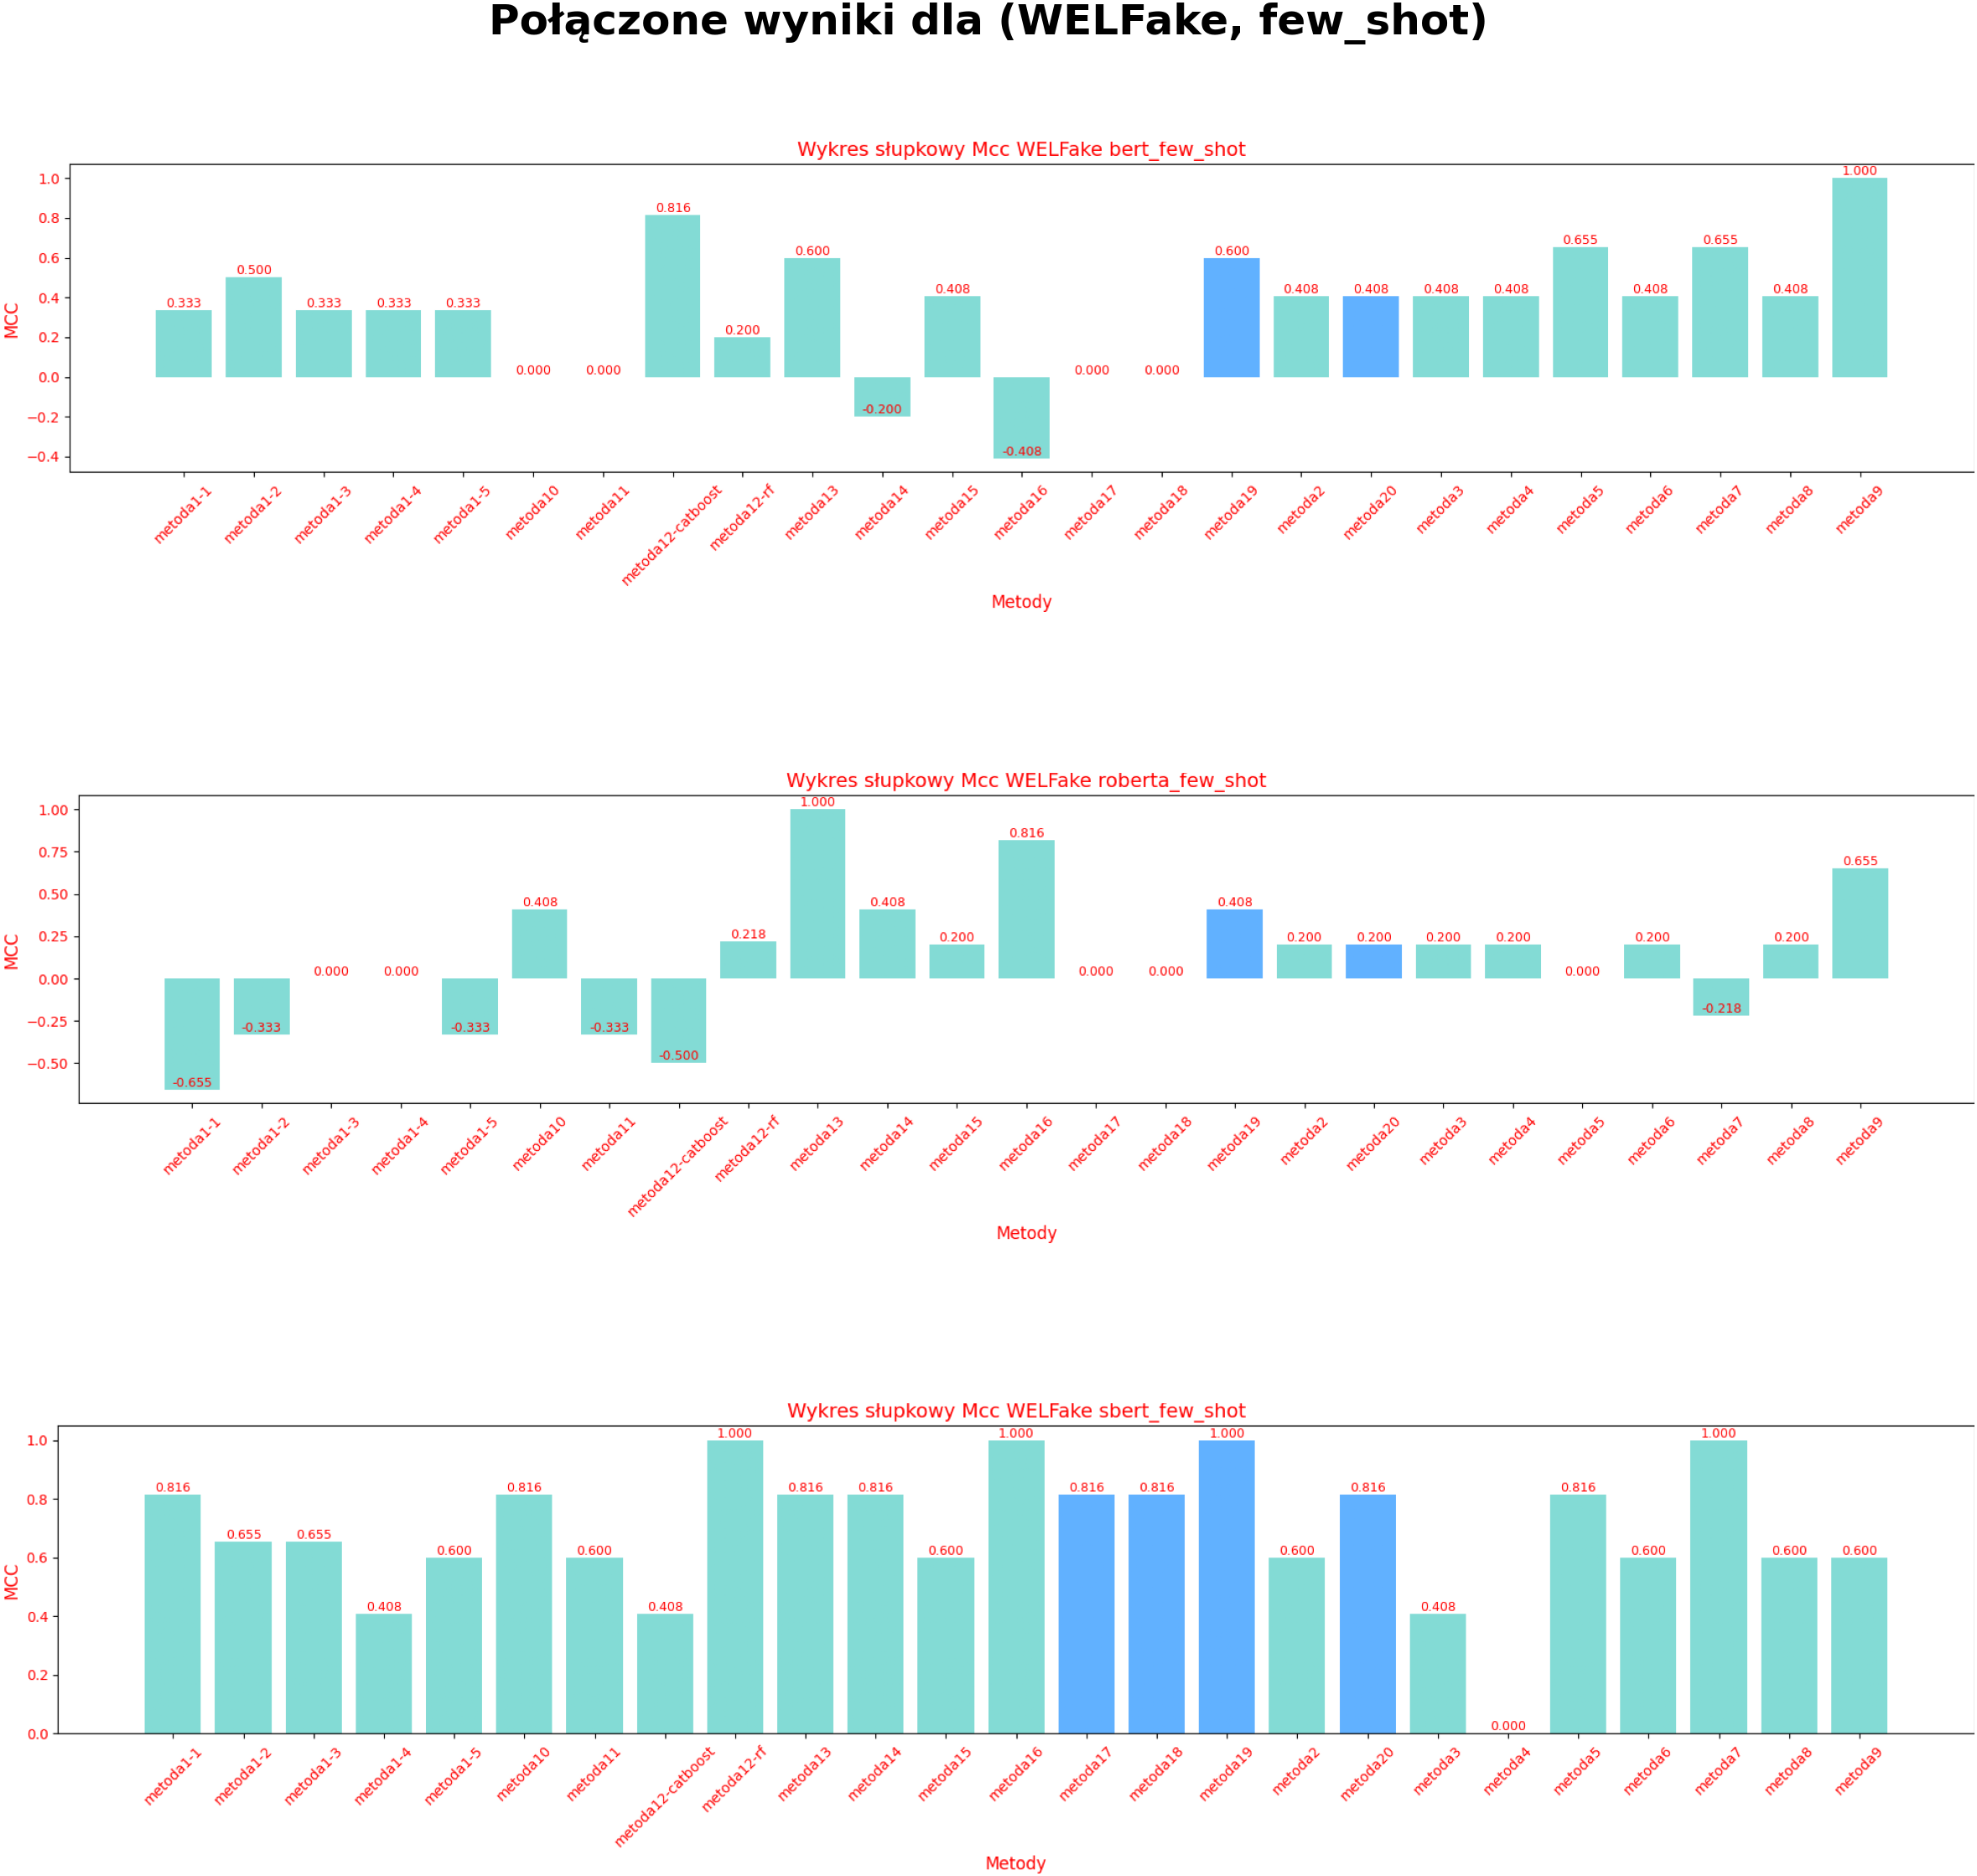 Połączone wyniki dla (WELFake, few_shot)
Wykres słupkowy Mcc WELFake bert_few_shot
MCC
1.0
0.8
0.6
0.4
0.2
0.0
−0.2
−0.4
0.333 0.500 0.333 0.333 0.333 0.000 0.000 0.816 0.200 0.600 -0.200 0.408 -0.408 0.000 0.000 0.600 0.408 0.408 0.408 0.408 0.655 0.408 0.655 0.408 1.000
metoda1-1 metoda1-2 metoda1-3 metoda1-4 metoda1-5 metoda10 metoda11 metoda12-catboost metoda12-rf metoda13 metoda14 metoda15 metoda16 metoda17 metoda18 metoda19 metoda2 metoda20 metoda3 metoda4 metoda5 metoda6 metoda7 metoda8 metoda9
Metody
Wykres słupkowy Mcc WELFake roberta_few_shot
MCC
1.00
0.75
0.50
0.25
0.00
−0.25
−0.50
-0.655 -0.333 0.000 0.000 -0.333 0.408 -0.333 -0.500 0.218 1.000 0.408 0.200 0.816 0.000 0.000 0.408 0.200 0.200 0.200 0.200 0.000 0.200 -0.218 0.200 0.655
metoda1-1 metoda1-2 metoda1-3 metoda1-4 metoda1-5 metoda10 metoda11 metoda12-catboost metoda12-rf metoda13 metoda14 metoda15 metoda16 metoda17 metoda18 metoda19 metoda2 metoda20 metoda3 metoda4 metoda5 metoda6 metoda7 metoda8 metoda9
Metody
Wykres słupkowy Mcc WELFake sbert_few_shot
MCC
1.0
0.8
0.6
0.4
0.2
0.0
0.816 0.655 0.655 0.408 0.600 0.816 0.600 0.408 1.000 0.816 0.816 0.600 1.000 0.816 0.816 1.000 0.600 0.816 0.408 0.000 0.816 0.600 1.000 0.600 0.600
metoda1-1 metoda1-2 metoda1-3 metoda1-4 metoda1-5 metoda10 metoda11 metoda12-catboost metoda12-rf metoda13 metoda14 metoda15 metoda16 metoda17 metoda18 metoda19 metoda2 metoda20 metoda3 metoda4 metoda5 metoda6 metoda7 metoda8 metoda9
Metody